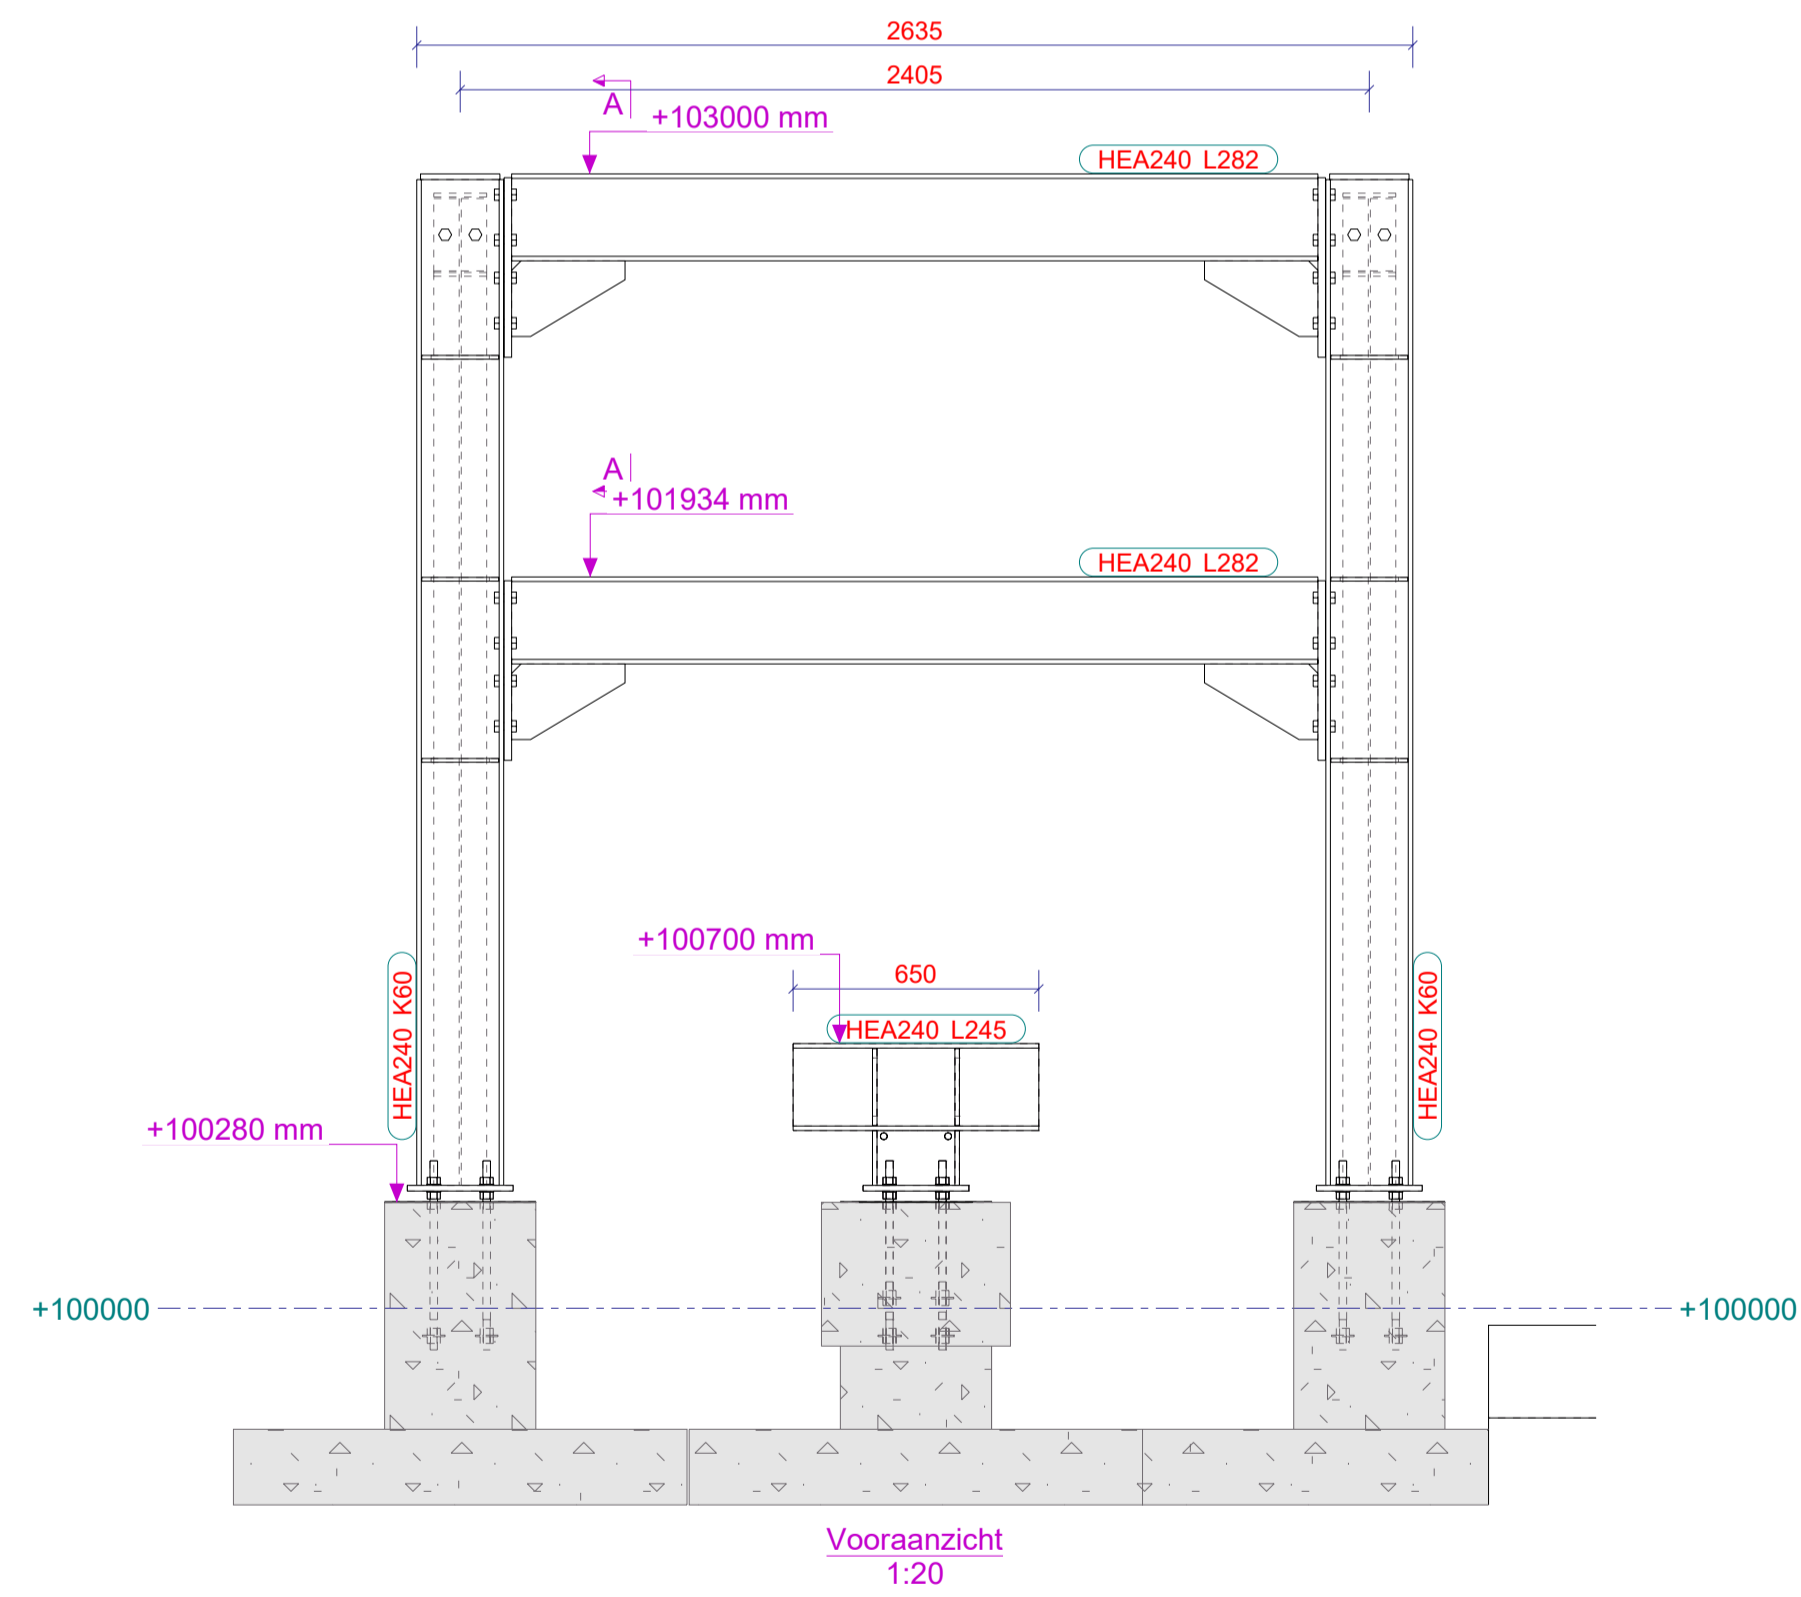 2635
2405
A
+103000 mm
HEA240 L282
A
+101934 mm
HEA240 L282
+100700 mm
650
HEA240 L245
HEA240 K60
HEA240 K60
+100280 mm
+100000
+100000
Vooraanzicht
1:20